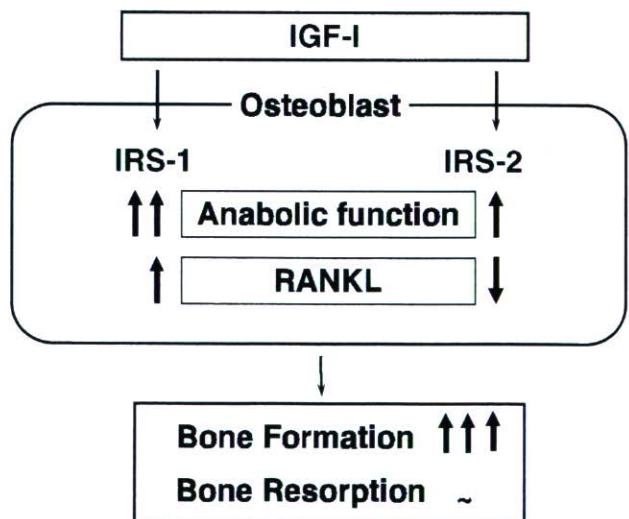 IGF-I
Osteoblast
IRS-1 IRS-2
Anabolic function
RANKL
Bone Formation
Bone Resorption ~